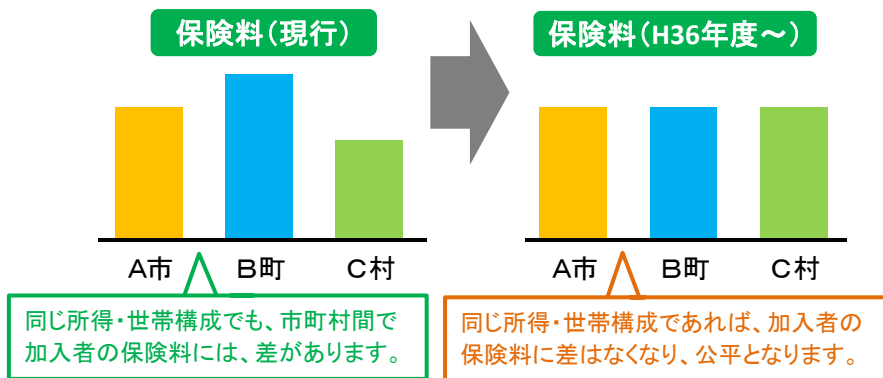 保険料(現行)
保険料(H36年度~)
A市
B町
C村
A市
B町
C村
同じ所得・世帯構成でも、市町村間で
加入者の保険料には、差があります。
同じ所得・世帯構成であれば、加入者の
保険料に差はなくなり、公平となります。